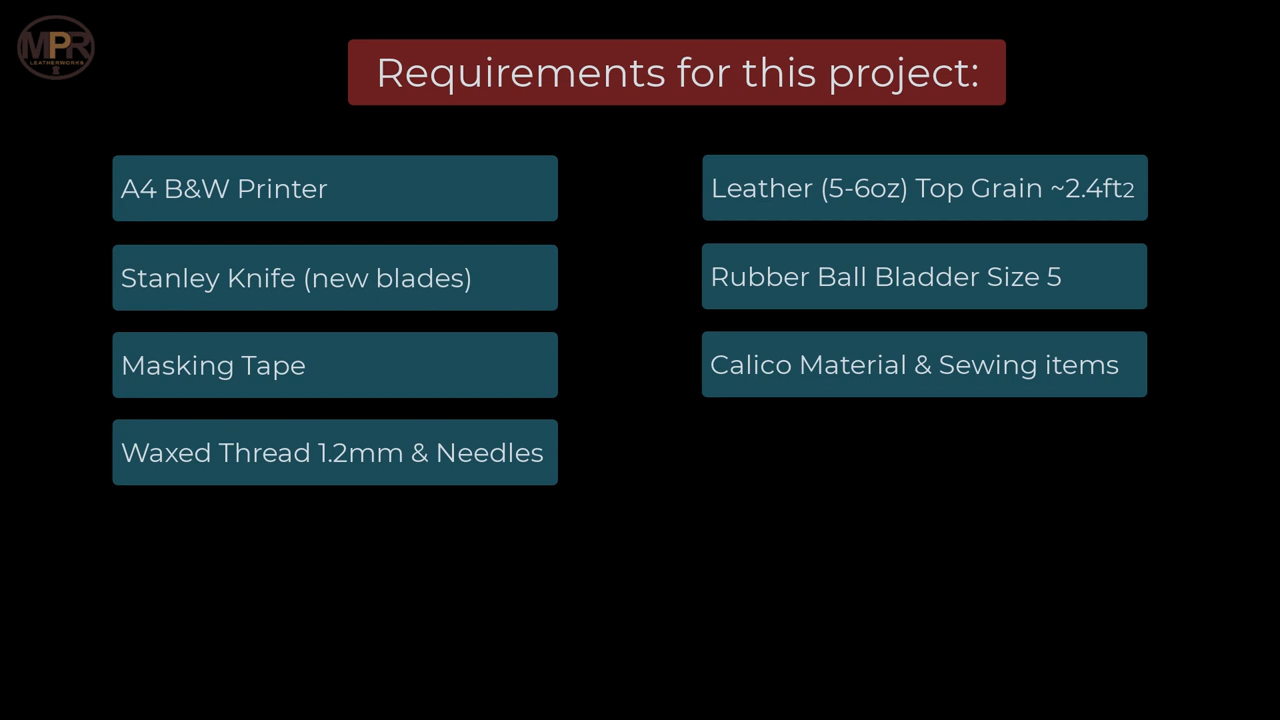 MPR
LEATHERWORKS
Requirements for this project:
A4 B&W Printer
Stanley Knife (new blades)
Masking Tape
Waxed Thread 1.2mm & Needles
Leather (5-6oz) Top Grain ~2.4ft2
Rubber Ball Bladder Size 5
Calico Material & Sewing items